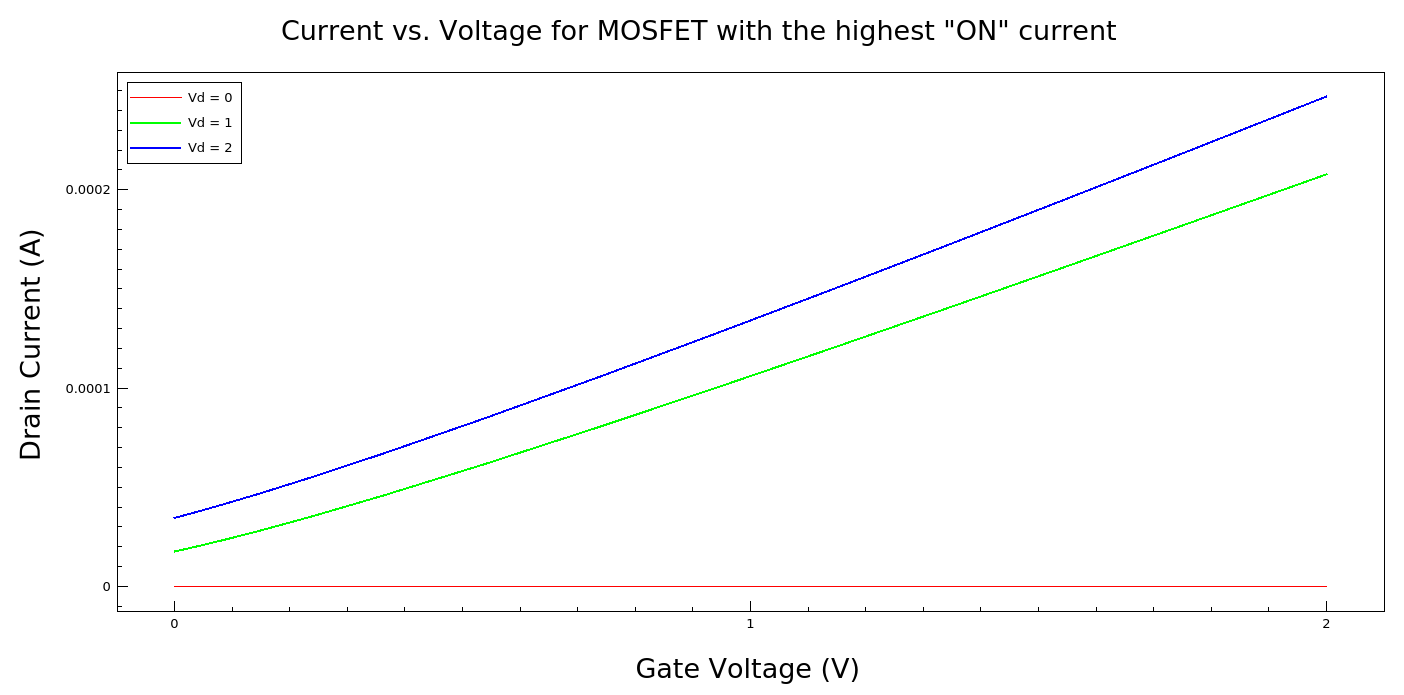 Current vs. Voltage for MOSFET with the highest "ON" current
Vd = 0
Vd = 1
Vd = 2
Drain Current (A)
0.0002
0.0001
0
0 1 2
Gate Voltage (V)